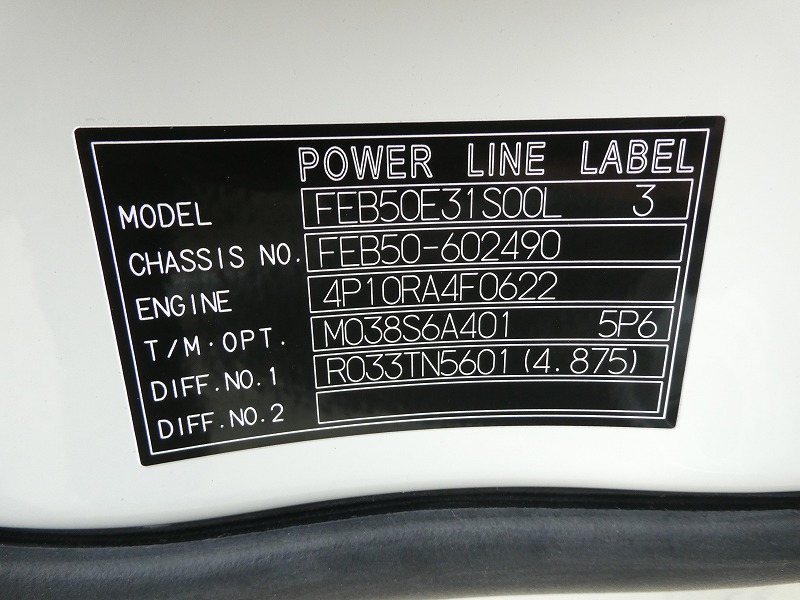 POWER LINE LABEL
MODEL FEB50E31S00L 3
CHASSIS NO. FEB50-602490
ENGINE 4P10RA4F0622
T/M・OPT. M038S6A401 5P6
DIFF.NO.1 R033TN5601(4.875)
DIFF.NO.2